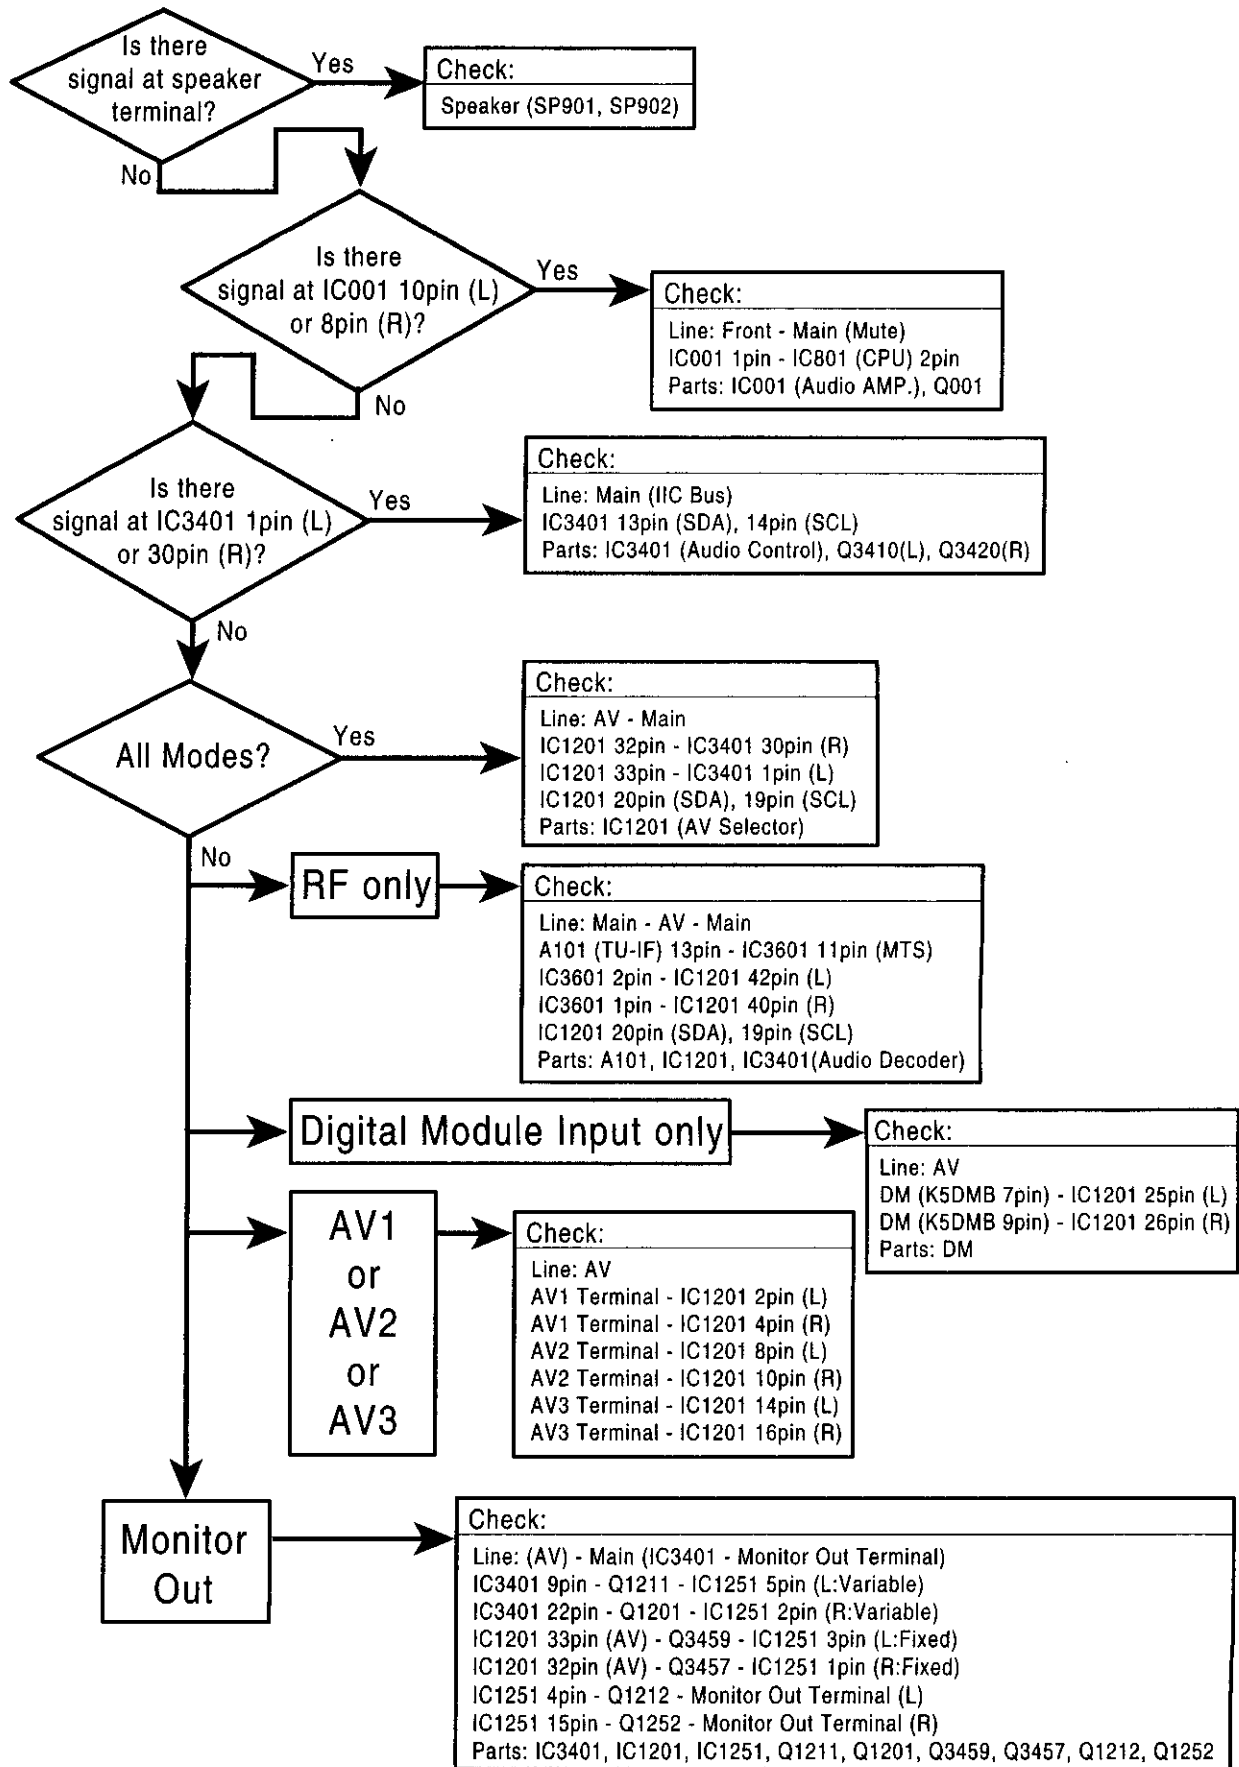 Is there
signal at speaker
terminal?
Yes
Check:
Speaker (SP901, SP902)
No
Is there
signal at IC001 10pin (L)
or 8pin (R)?
Yes
Check:
Line: Front - Main (Mute)
IC001 1pin - IC801 (CPU) 2pin
Parts: IC001 (Audio AMP.), Q001
No
Is there
signal at IC3401 1pin (L)
or 30pin (R)?
Yes
Check:
Line: Main (IIC Bus)
IC3401 13pin (SDA), 14pin (SCL)
Parts: IC3401 (Audio Control), Q3410(L), Q3420(R)
No
All Modes?
Yes
Check:
Line: AV - Main
IC1201 32pin - IC3401 30pin (R)
IC1201 33pin - IC3401 1pin (L)
IC1201 20pin (SDA), 19pin (SCL)
Parts: IC1201 (AV Selector)
No
RF only
Check:
Line: Main - AV - Main
A101 (TU-IF) 13pin - IC3601 11pin (MTS)
IC3601 2pin - IC1201 42pin (L)
IC3601 1pin - IC1201 40pin (R)
IC1201 20pin (SDA), 19pin (SCL)
Parts: A101, IC1201, IC3401(Audio Decoder)
Digital Module Input only
Check:
Line: AV
DM (K5DMB 7pin) - IC1201 25pin (L)
DM (K5DMB 9pin) - IC1201 26pin (R)
Parts: DM
AV1
or
AV2
or
AV3
Check:
Line: AV
AV1 Terminal - IC1201 2pin (L)
AV1 Terminal - IC1201 4pin (R)
AV2 Terminal - IC1201 8pin (L)
AV2 Terminal - IC1201 10pin (R)
AV3 Terminal - IC1201 14pin (L)
AV3 Terminal - IC1201 16pin (R)
Monitor
Out
Check:
Line: (AV) - Main (IC3401 - Monitor Out Terminal)
IC3401 9pin - Q1211 - IC1251 5pin (L:Variable)
IC3401 22pin - Q1201 - IC1251 2pin (R:Variable)
IC1201 33pin (AV) - Q3459 - IC1251 3pin (L:Fixed)
IC1201 32pin (AV) - Q3457 - IC1251 1pin (R:Fixed)
IC1251 4pin - Q1212 - Monitor Out Terminal (L)
IC1251 15pin - Q1252 - Monitor Out Terminal (R)
Parts: IC3401, IC1201, IC1251, Q1211, Q1201, Q3459, Q3457, Q1212, Q1252